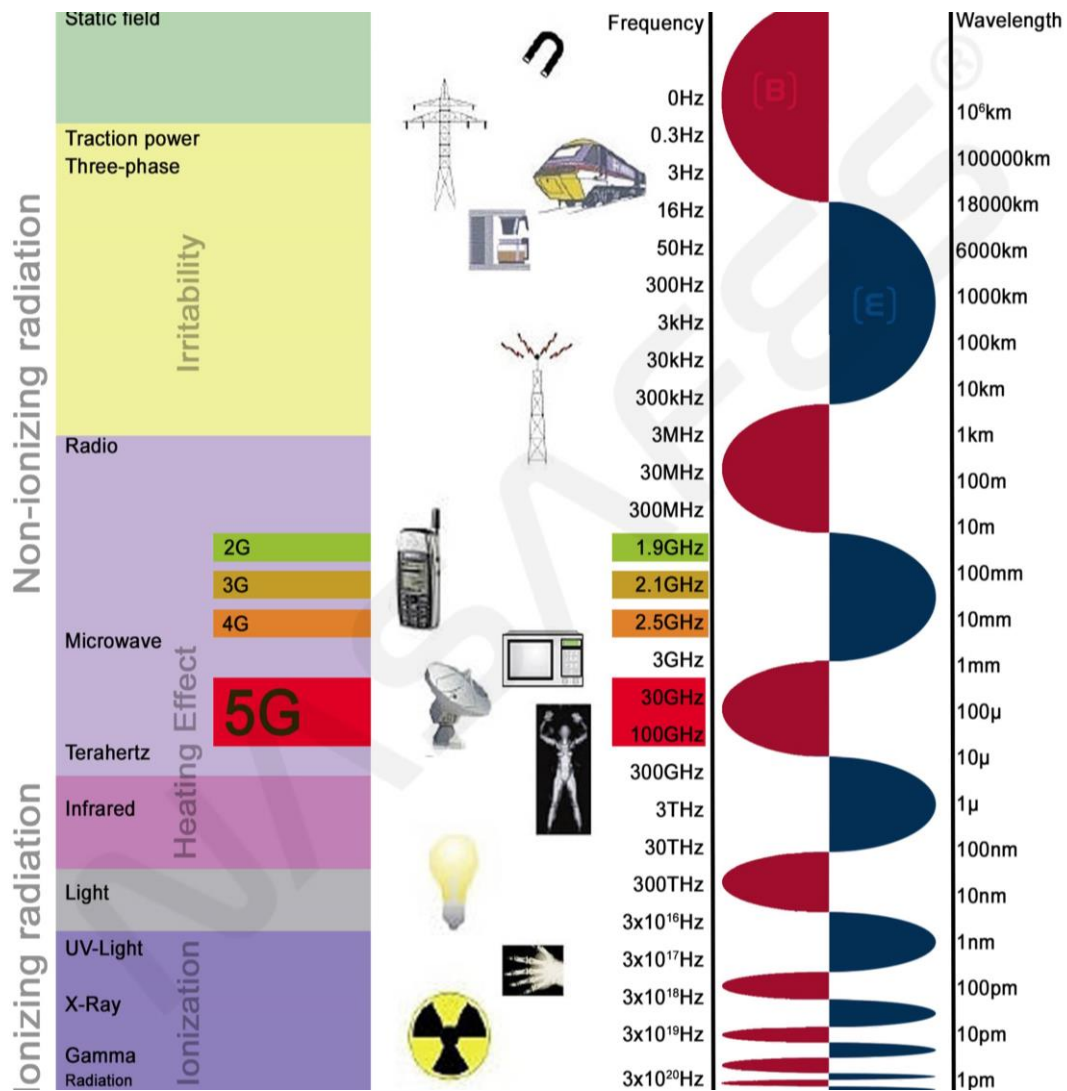 Static field
Traction power
Three-phase
Radio
2G
3G
4G
Microwave
5G
Terahertz
Infrared
Light
UV-Light
X-Ray
Gamma
Radiation
Non-ionizing radiation
Ionizing radiation
Irritability
Heating Effect
Ionization
Frequency
0Hz
0.3Hz
3Hz
16Hz
50Hz
300Hz
3kHz
30kHz
300kHz
3MHz
30MHz
300MHz
1.9GHz
2.1GHz
2.5GHz
3GHz
30GHz
100GHz
300GHz
3THz
30THz
300THz
3x10¹⁶Hz
3x10¹⁷Hz
3x10¹⁸Hz
3x10¹⁹Hz
3x10²⁰Hz
(B)
(E)
Wavelength
10⁶km
100000km
18000km
6000km
1000km
100km
10km
1km
100m
10m
100mm
10mm
1mm
100µ
10µ
1µ
100nm
10nm
1nm
100pm
10pm
1pm